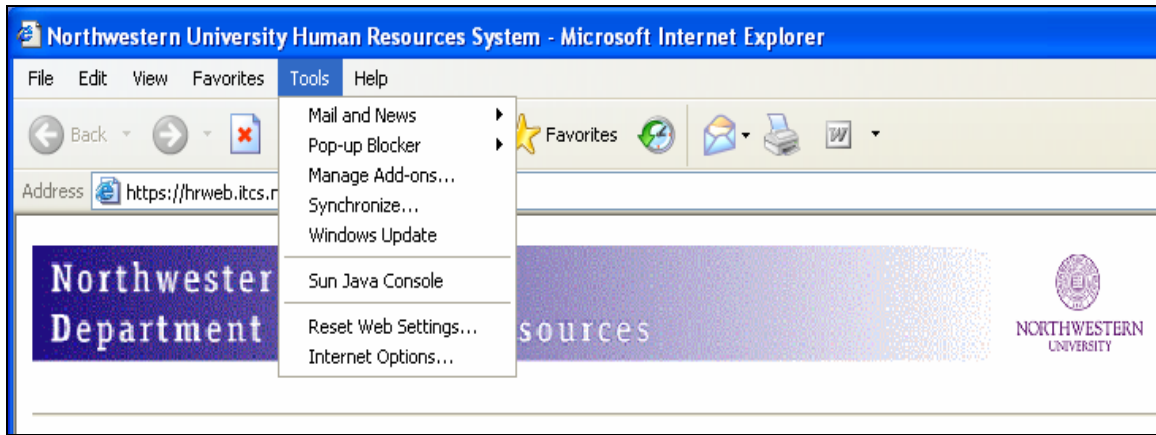 Northwestern University Human Resources System - Microsoft Internet Explorer
File Edit View Favorites Tools Help
Back Favorites
Mail and News
Pop-up Blocker
Manage Add-ons...
Address https://hrweb.itcs.r
Synchronize...
Windows Update
Sun Java Console
Reset Web Settings...
Internet Options...
Northwester
Department sources
NORTHWESTERN
UNIVERSITY